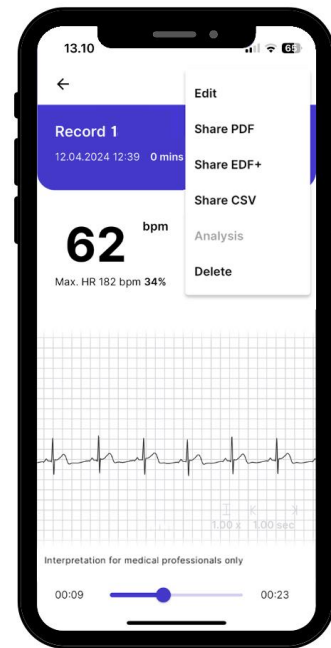 13.10
65
Edit
Share PDF
Share EDF+
Share CSV
Analysis
Delete
Record 1
12.04.2024 12:39 0 mins
62 bpm
Max. HR 182 bpm 34%
1.00 x 1.00 sec
Interpretation for medical professionals only
00:09 00:23